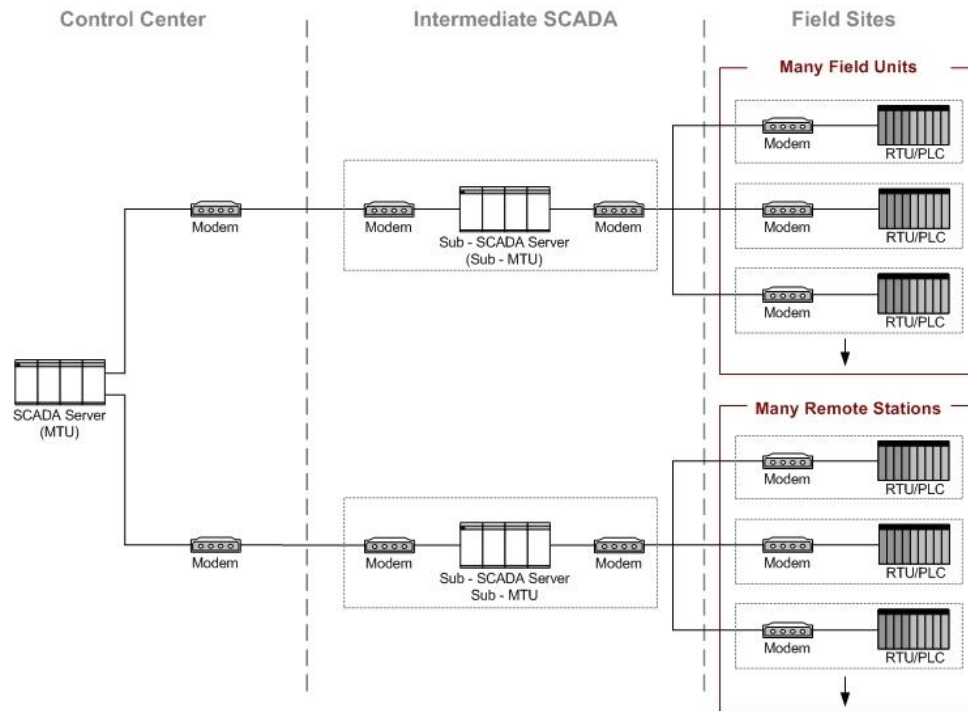 Control Center
Intermediate SCADA
Field Sites
Many Field Units
Modem
RTU/PLC
Modem
RTU/PLC
Modem
RTU/PLC
Modem
Modem
Sub - SCADA Server
(Sub - MTU)
Modem
SCADA Server
(MTU)
Many Remote Stations
Modem
RTU/PLC
Modem
RTU/PLC
Modem
RTU/PLC
Modem
Modem
Sub - SCADA Server
Sub - MTU
Modem